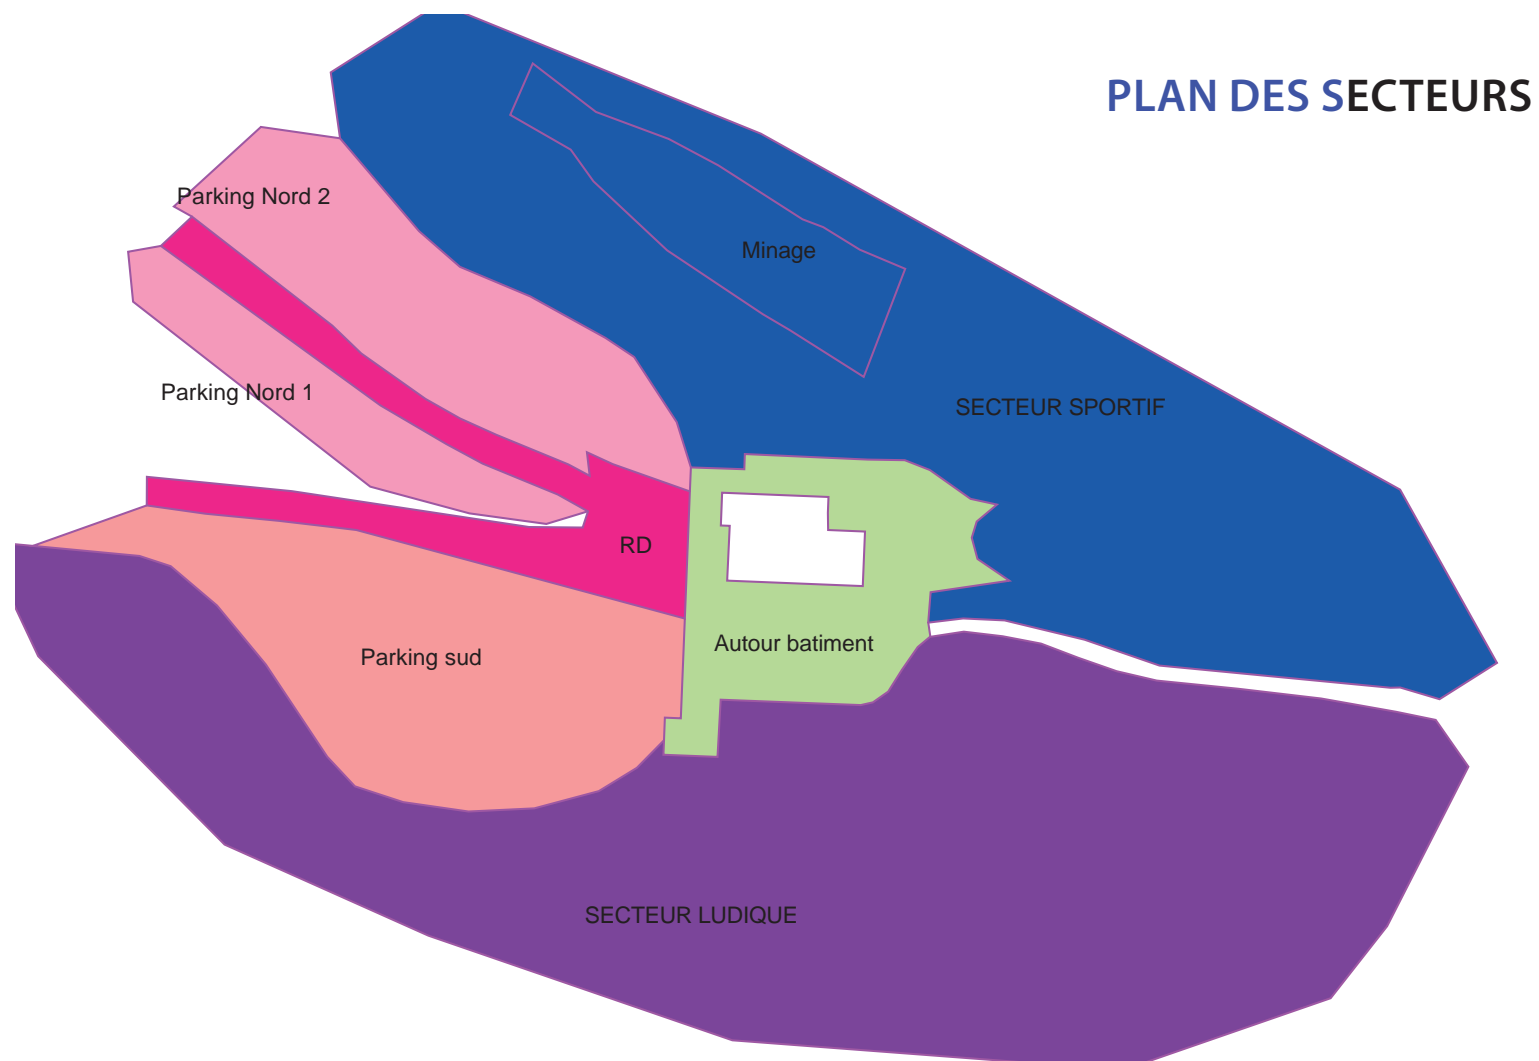 PLAN DES SECTEURS
Parking Nord 2
Minage
Parking Nord 1
SECTEUR SPORTIF
RD
Autour batiment
Parking sud
SECTEUR LUDIQUE